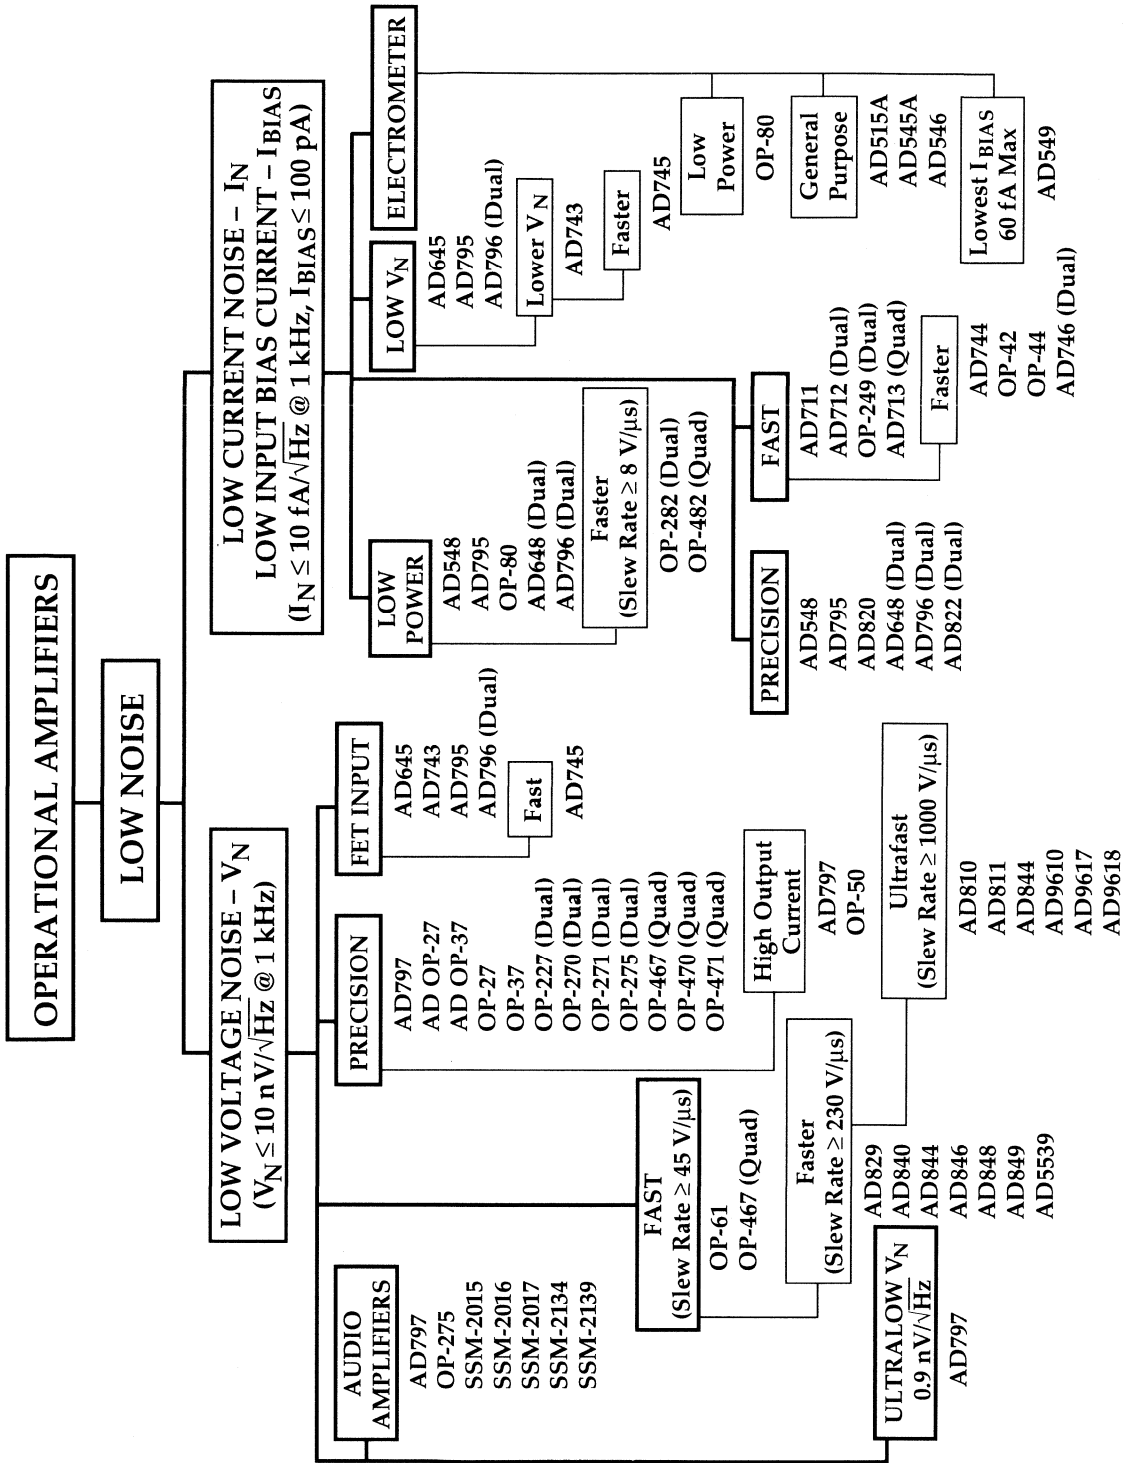 OPERATIONAL AMPLIFIERS
LOW NOISE
LOW VOLTAGE NOISE – VN
(VN ≤ 10 nV/√Hz @ 1 kHz)
AUDIO
AMPLIFIERS
AD797
OP-275
SSM-2015
SSM-2016
SSM-2017
SSM-2134
SSM-2139
ULTRALOW VN
0.9 nV/√Hz
AD797
FAST
(Slew Rate ≥ 45 V/µs)
OP-61
OP-467 (Quad)
Faster
(Slew Rate ≥ 230 V/µs)
AD829
AD840
AD844
AD846
AD848
AD849
AD5539
Ultrafast
(Slew Rate ≥ 1000 V/µs)
AD810
AD811
AD844
AD9610
AD9617
AD9618
PRECISION
AD797
AD OP-27
AD OP-37
OP-27
OP-37
OP-227 (Dual)
OP-270 (Dual)
OP-271 (Dual)
OP-275 (Dual)
OP-467 (Quad)
OP-470 (Quad)
OP-471 (Quad)
High Output
Current
AD797
OP-50
FET INPUT
AD645
AD743
AD795
AD796 (Dual)
Fast
AD745
LOW CURRENT NOISE – IN
LOW INPUT BIAS CURRENT – IBIAS
(IN ≤ 10 fA/√Hz @ 1 kHz, IBIAS ≤ 100 pA)
LOW
POWER
AD548
AD795
OP-80
AD648 (Dual)
AD796 (Dual)
Faster
(Slew Rate ≥ 8 V/µs)
OP-282 (Dual)
OP-482 (Quad)
PRECISION
AD548
AD795
AD820
AD648 (Dual)
AD796 (Dual)
AD822 (Dual)
FAST
AD711
AD712 (Dual)
OP-249 (Dual)
AD713 (Quad)
Faster
AD744
OP-42
OP-44
AD746 (Dual)
LOW VN
AD645
AD795
AD796 (Dual)
Lower VN
AD743
Faster
AD745
ELECTROMETER
Low
Power
OP-80
General
Purpose
AD515A
AD545A
AD546
Lowest IBIAS
60 fA Max
AD549